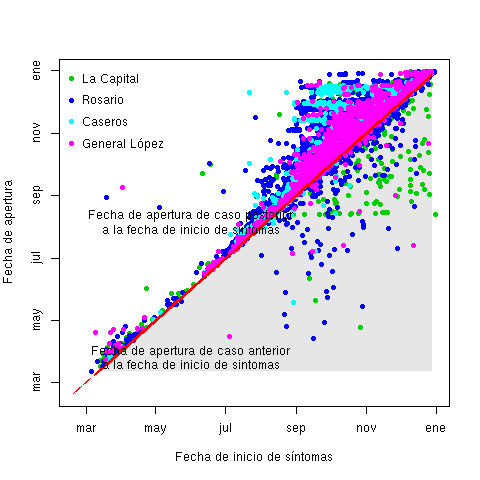 La Capital
Rosario
Caseros
General López
Fecha de apertura de caso posterior
a la fecha de inicio de síntomas
Fecha de apertura de caso anterior
a la fecha de inicio de sintomas
Fecha de apertura
mar
may
jul
sep
nov
ene
mar
may
jul
sep
nov
ene
Fecha de inicio de síntomas